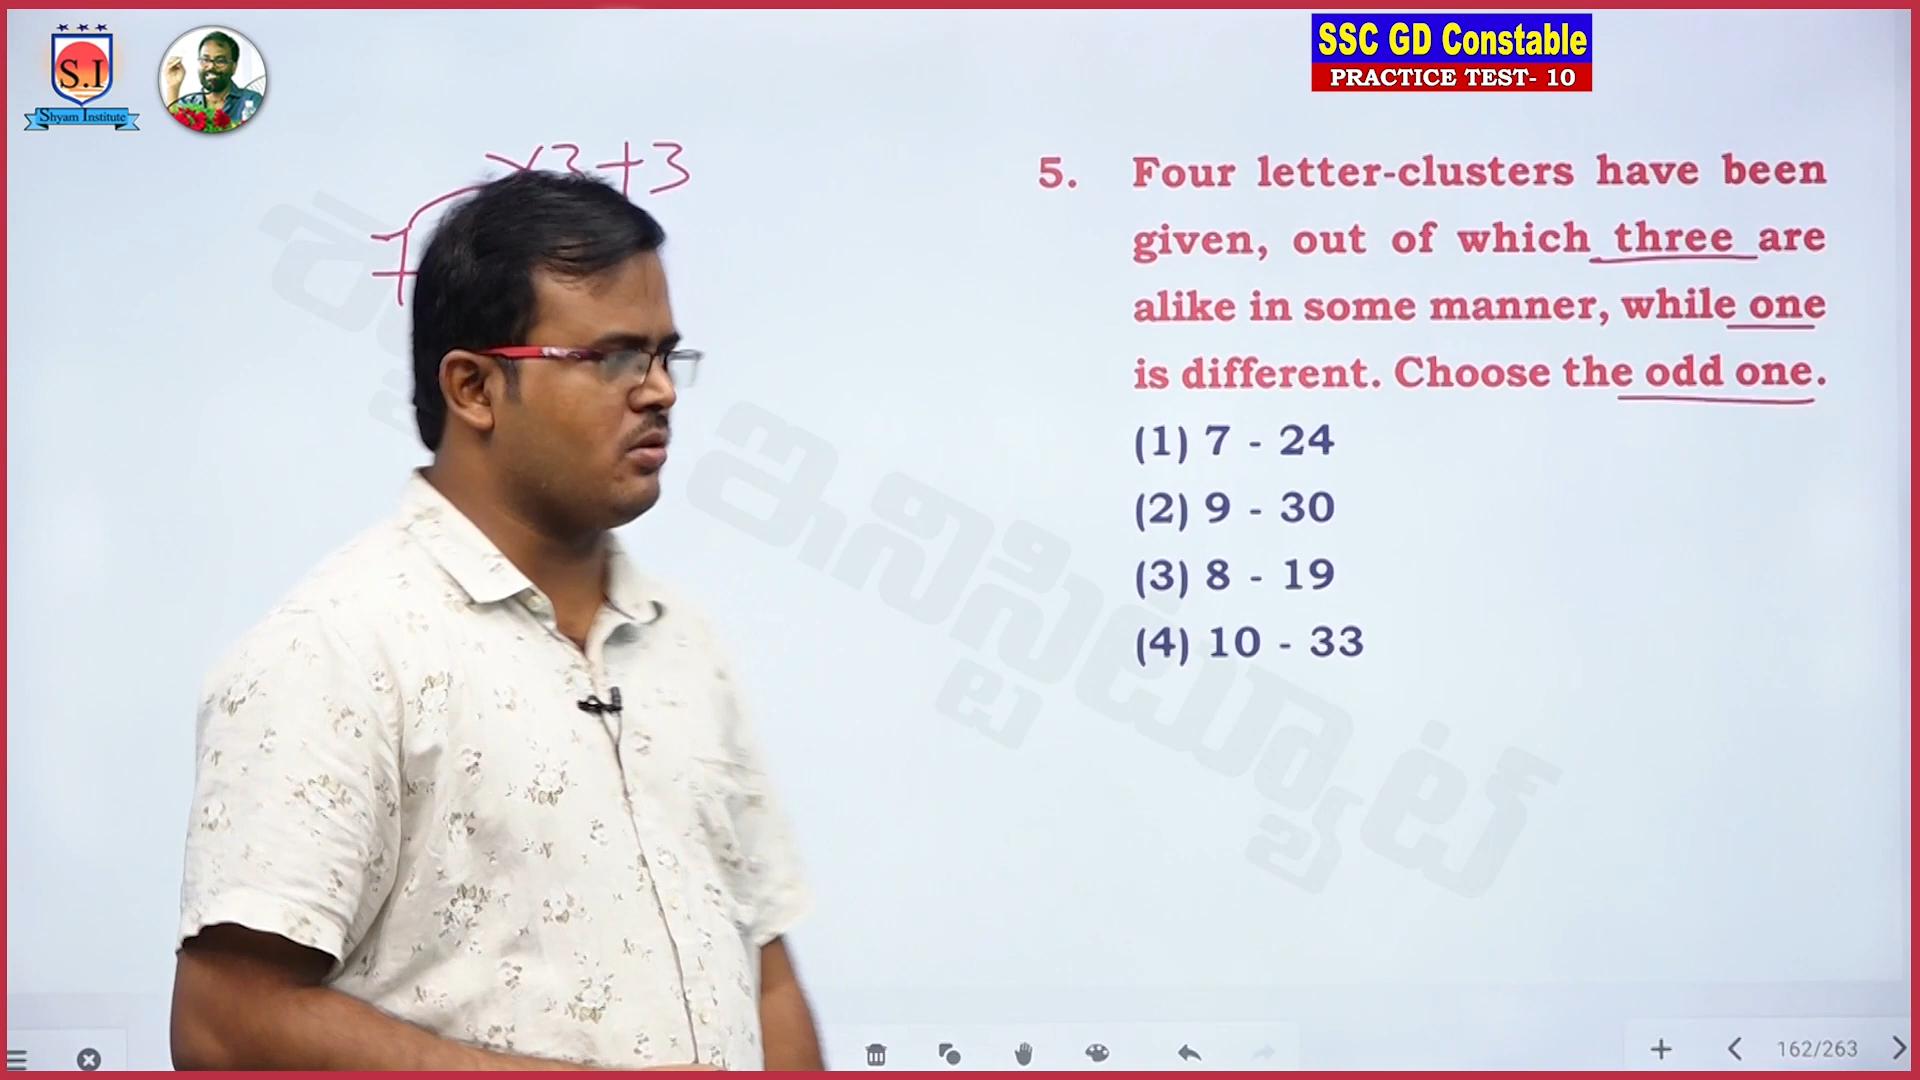 S.I
Shyam Institute
SSC GD Constable
PRACTICE TEST- 10
×3+3
7
5. Four letter-clusters have been
given, out of which three are
alike in some manner, while one
is different. Choose the odd one.
(1) 7 - 24
(2) 9 - 30
(3) 8 - 19
(4) 10 - 33
ఇన్స్టిట్యూట్
162/263